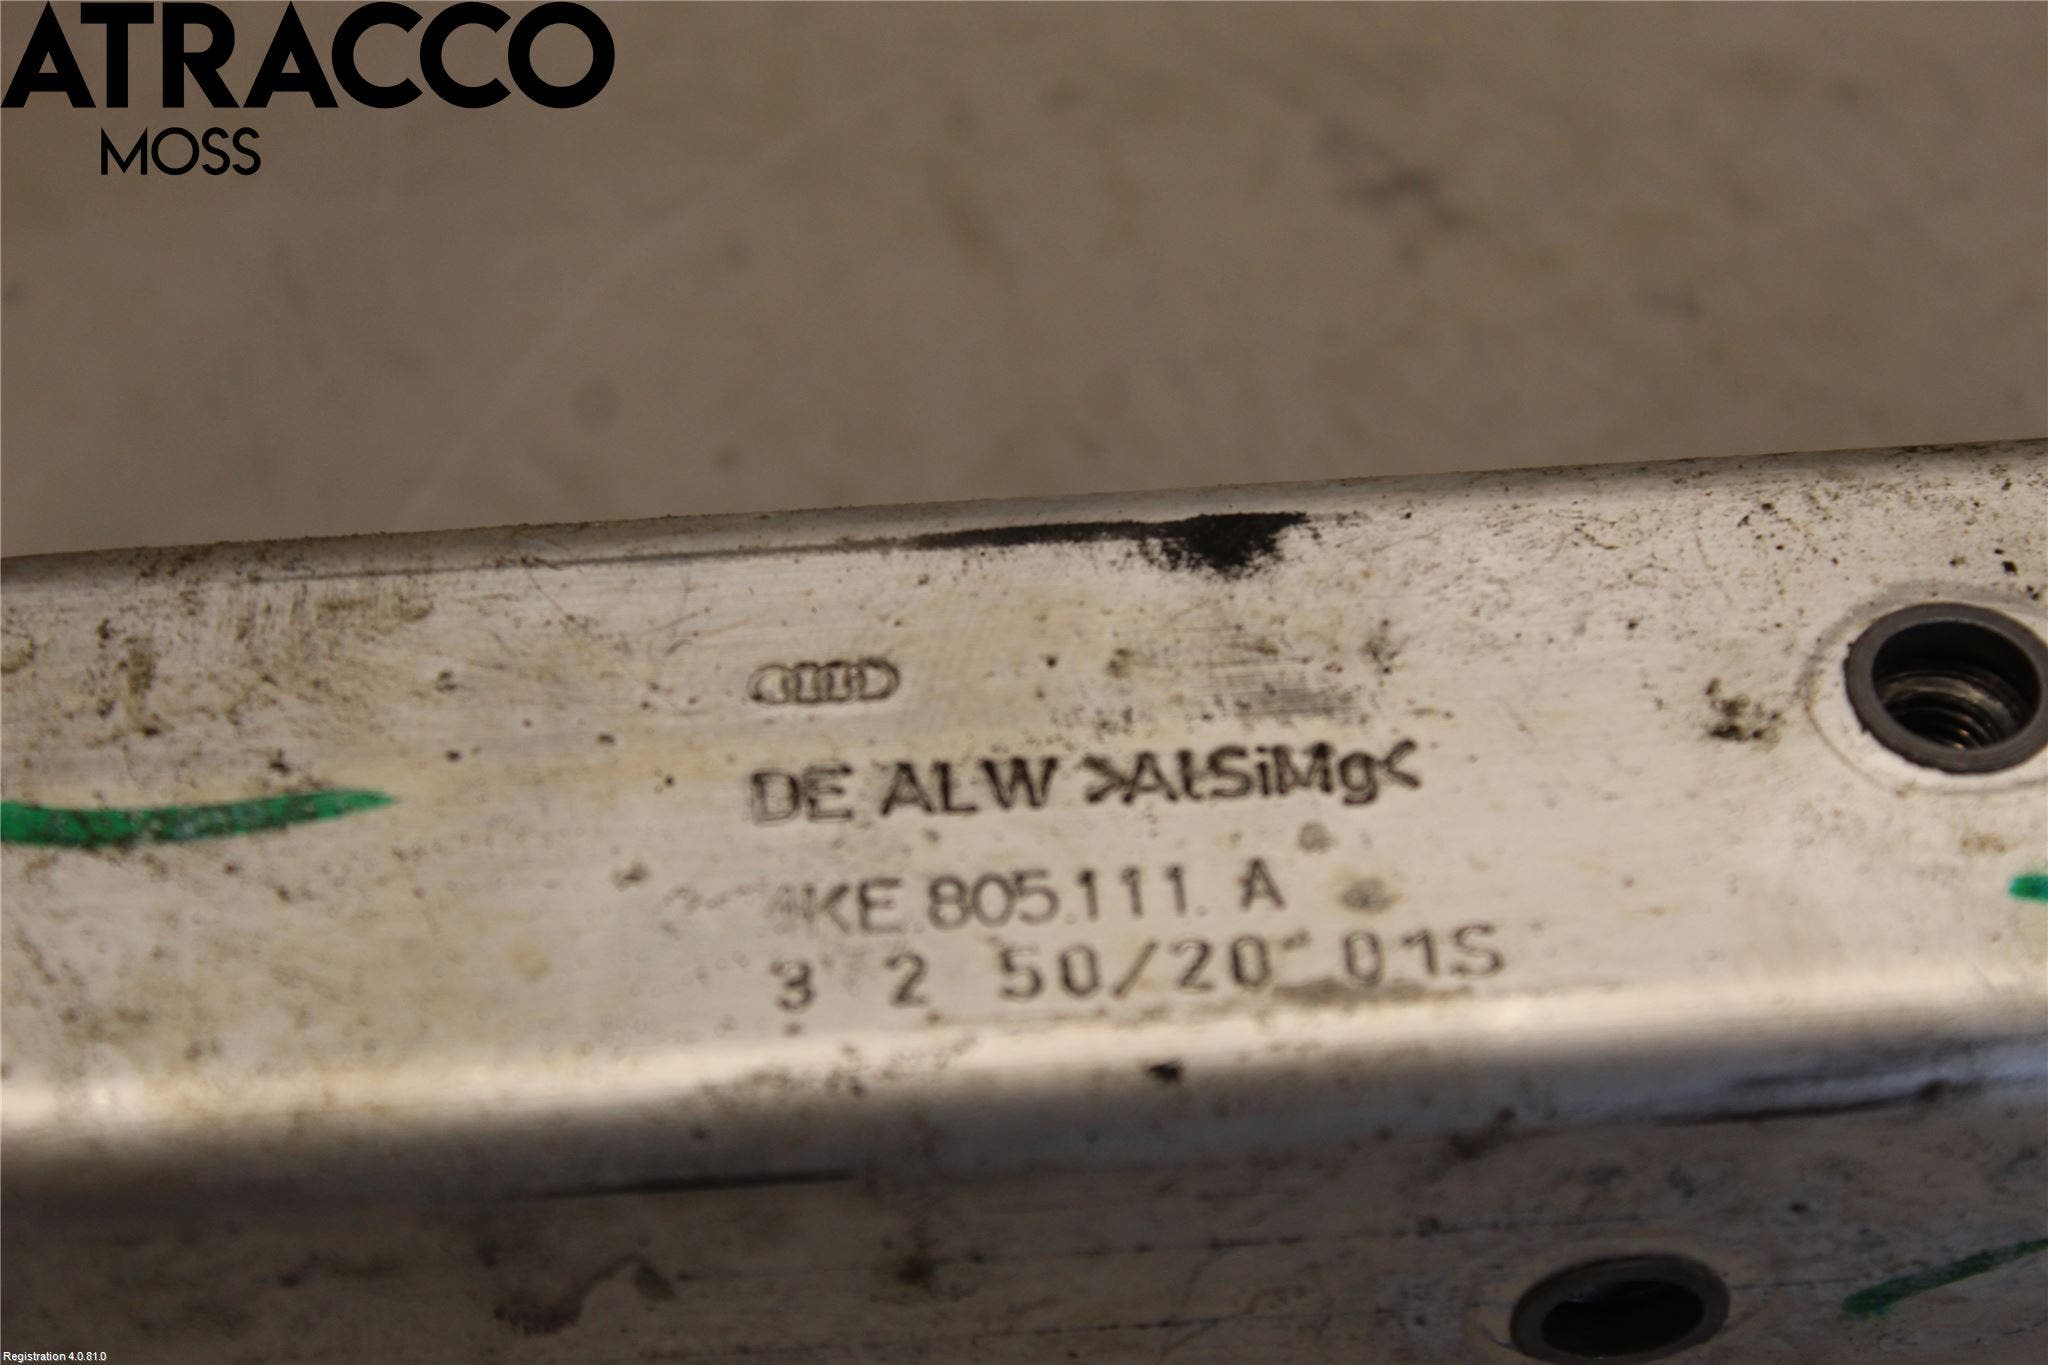 ATRACCO
MOSS
DE ALW >AlSiMg<
KE.805.111. A
3 2 50/20 01S
Registration 4.0.81.0